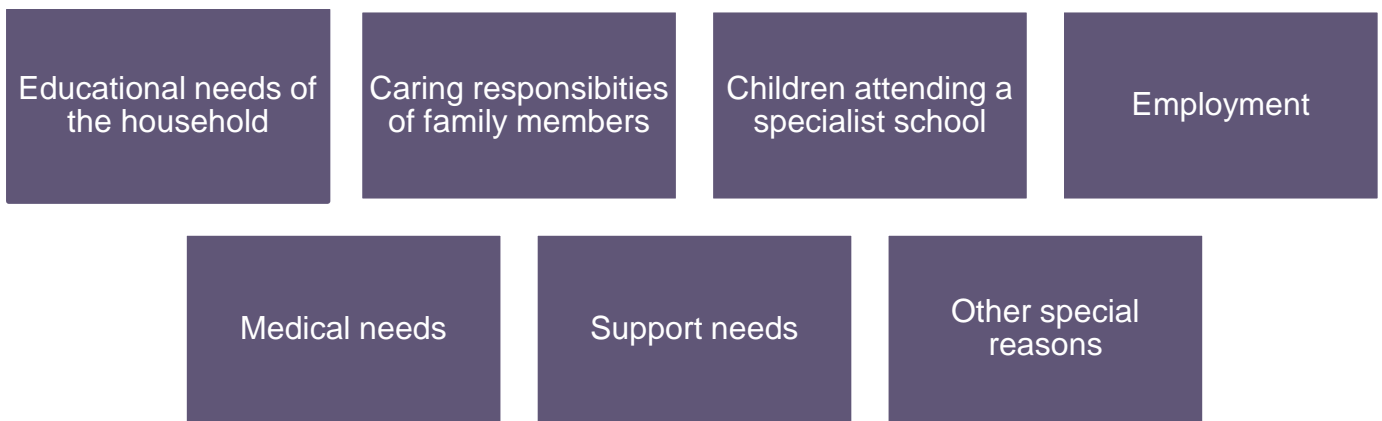 Educational needs of
the household
Caring responsibities
of family members
Children attending a
specialist school
Employment
Medical needs
Support needs
Other special
reasons